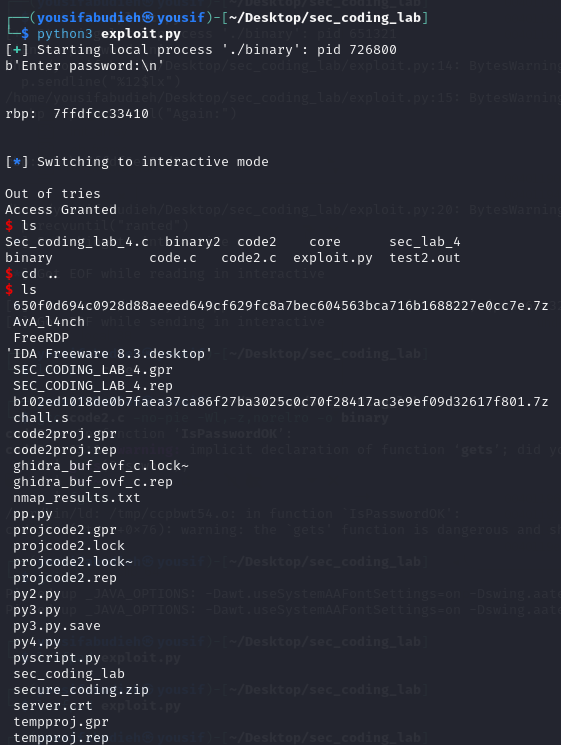 ┌──(yousifabudieh㉿yousif)-[~/Desktop/sec_coding_lab]
└─$ python3 exploit.py
[+] Starting local process './binary': pid 726800
b'Enter password:\n'
rbp:  7ffdfcc33410
[*] Switching to interactive mode
Out of tries
Access Granted
$ ls
Sec_coding_lab_4.c  binary2  code2    core        sec_lab_4
binary              code.c   code2.c  exploit.py  test2.out
$ cd ..
$ ls
650f0d694c0928d88aeeed649cf629fc8a7bec604563bca716b1688227e0cc7e.7z
AvA_l4nch
FreeRDP
'IDA Freeware 8.3.desktop'
SEC_CODING_LAB_4.gpr
SEC_CODING_LAB_4.rep
b102ed1018de0b7faea37ca86f27ba3025c0c70f28417ac3e9ef09d32617f801.7z
chall.s
code2proj.gpr
code2proj.rep
ghidra_buf_ovf_c.lock~
ghidra_buf_ovf_c.rep
nmap_results.txt
pp.py
projcode2.gpr
projcode2.lock
projcode2.lock~
projcode2.rep
py2.py
py3.py
py3.py.save
py4.py
pyscript.py
sec_coding_lab
secure_coding.zip
server.crt
tempproj.gpr
tempproj.rep